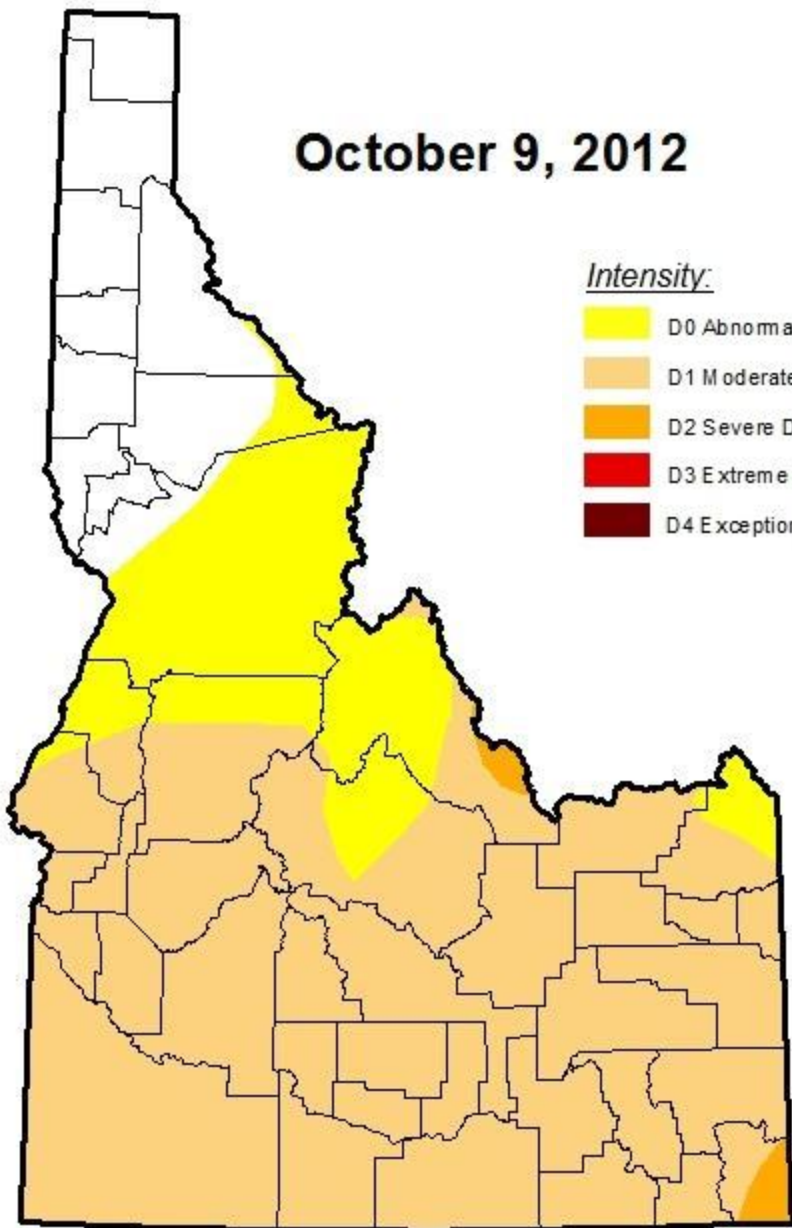 October 9, 2012
Intensity:
D0 Abnorma
D1 Moderate
D2 Severe D
D3 Extreme
D4 Exception